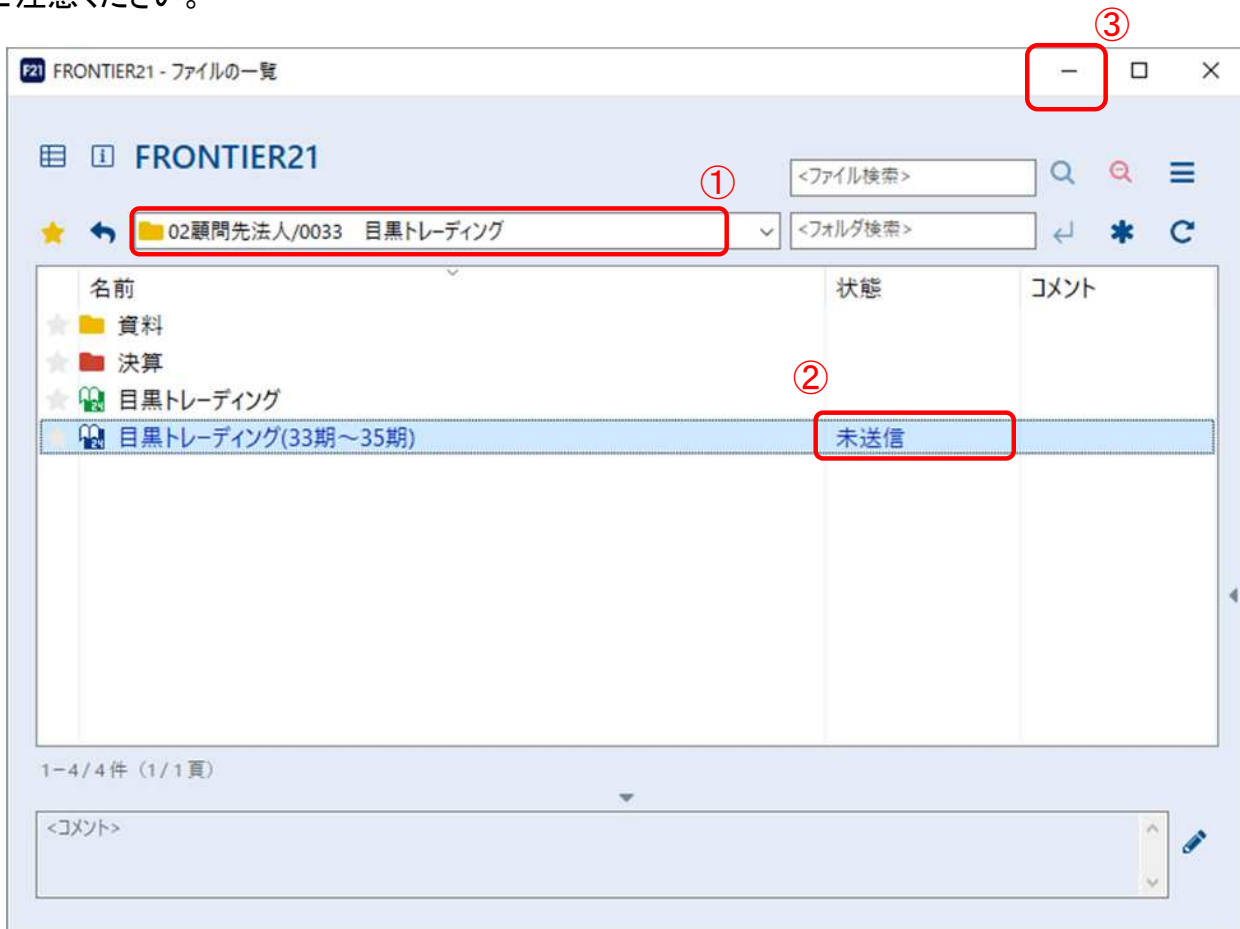 ご注意ください。
③
F21 FRONTIER21 - ファイルの一覧
FRONTIER21
①
<ファイル検索>
02顧問先法人/0033 目黒トレーディング
<フォルダ検索>
名前 状態 コメント
資料
決算
②
目黒トレーディング
目黒トレーディング(33期～35期) 未送信
1-4/4件 (1/1頁)
<コメント>